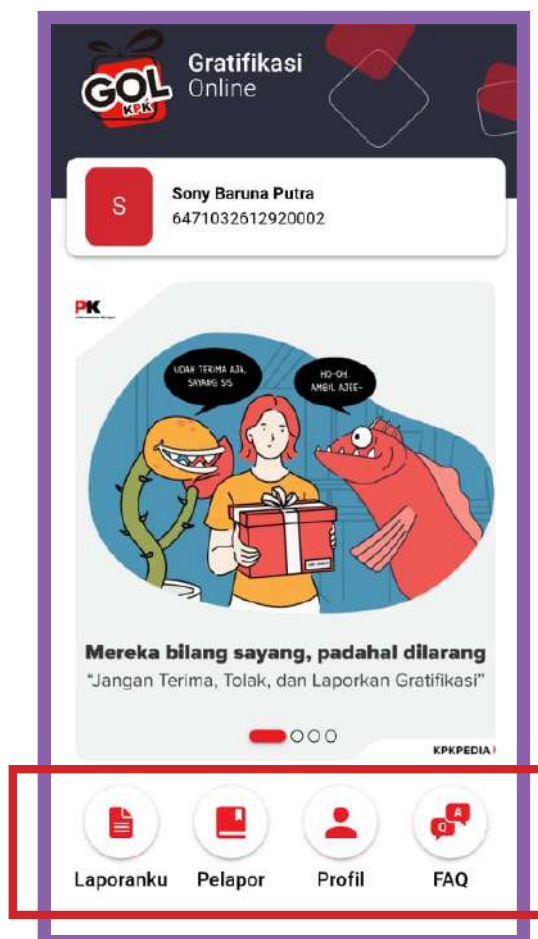 GOL
KPK
Gratifikasi
Online
S
Sony Baruna Putra
6471032612920002
PK
UDAH TERIMA AJA,
SAYANG SIS
HO-OH.
AMBIL AJEE~
Mereka bilang sayang, padahal dilarang
"Jangan Terima, Tolak, dan Laporkan Gratifikasi"
KPKPEDIA
Q A
Laporanku Pelapor Profil FAQ